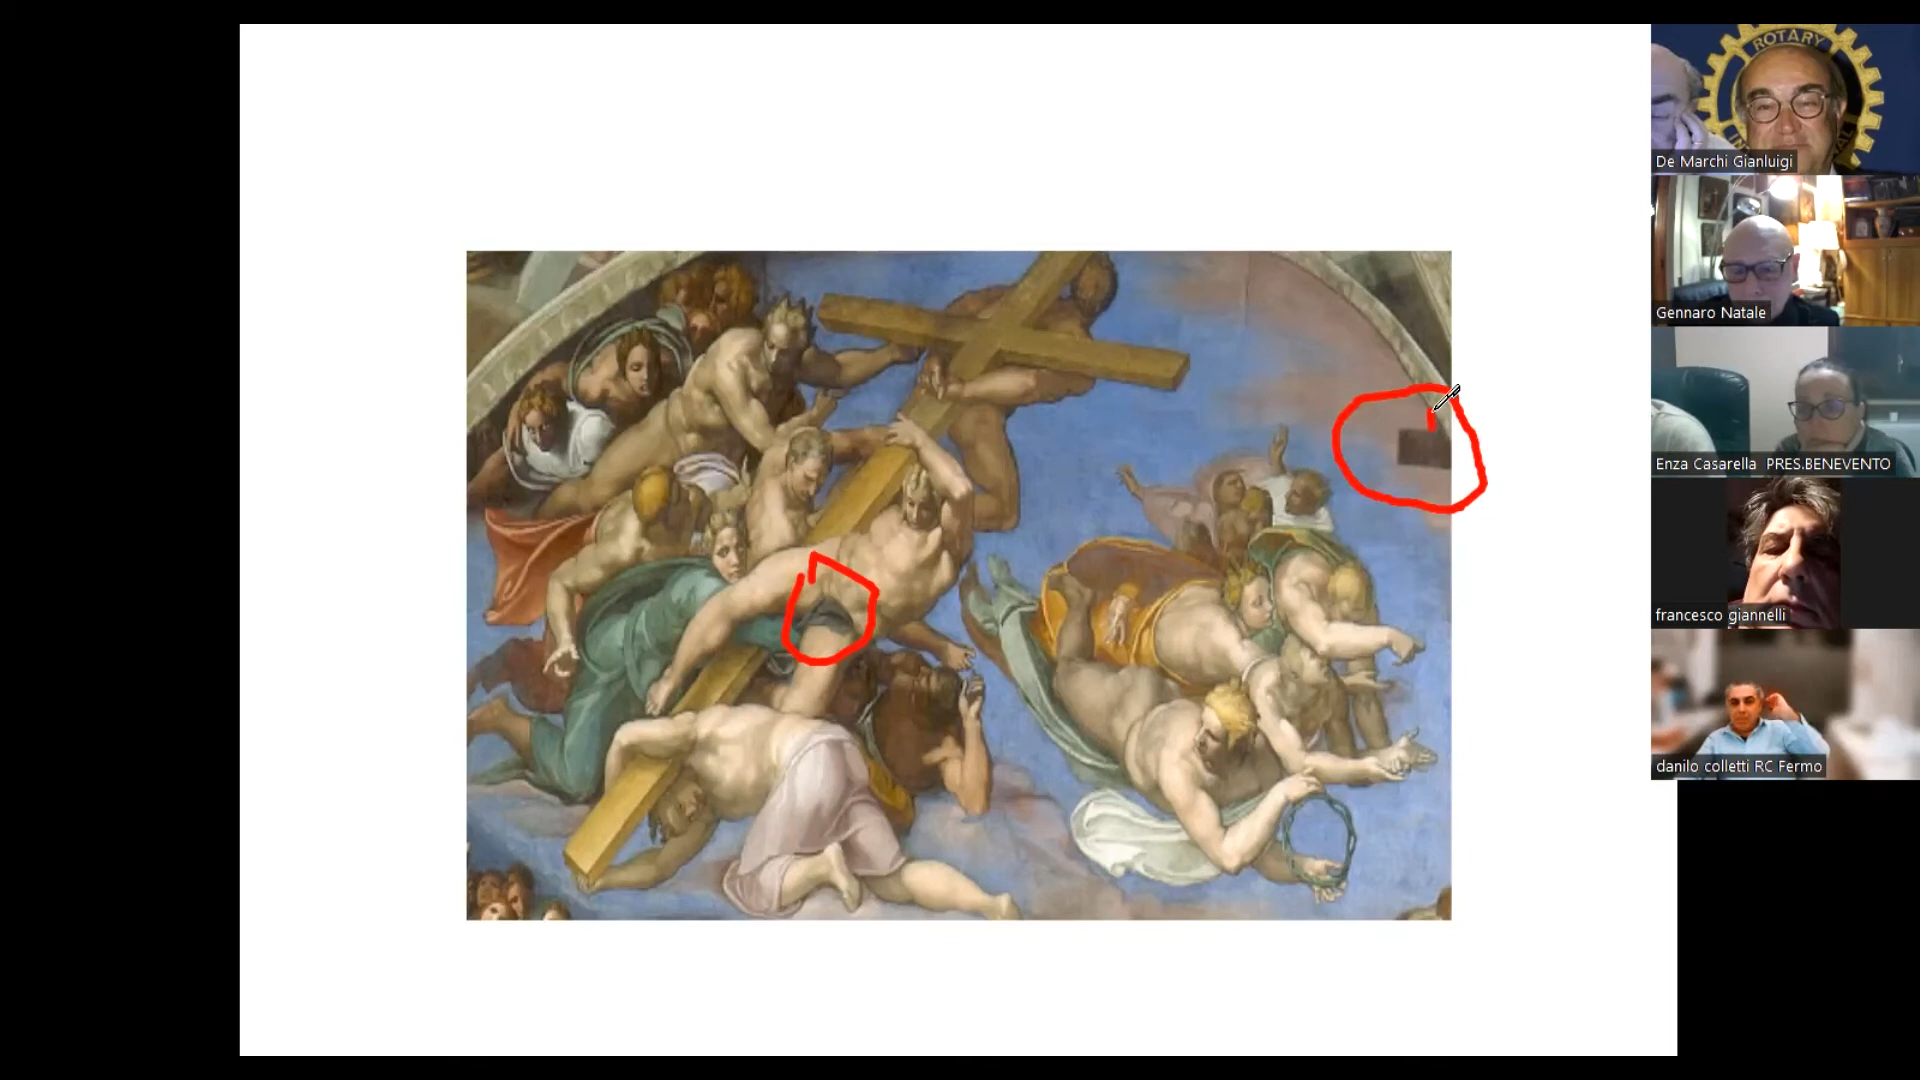 ROTARY
De Marchi Gianluigi
Gennaro Natale
Enza Casarella PRES.BENEVENTO
francesco giannelli
danilo colletti RC Fermo